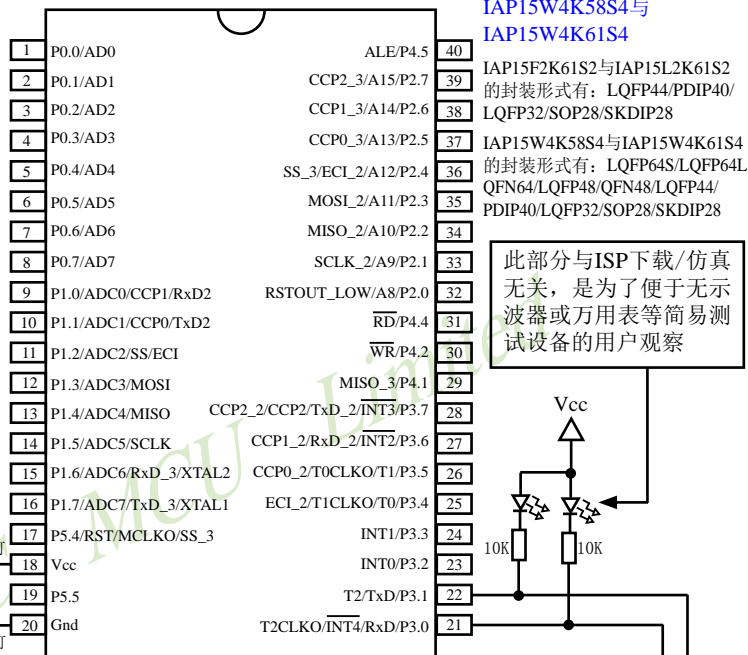 IAP15W4K58S4与
IAP15W4K61S4
IAP15F2K61S2与IAP15L2K61S2
的封装形式有：LQFP44/PDIP40/
LQFP32/SOP28/SKDIP28
IAP15W4K58S4与IAP15W4K61S4
的封装形式有：LQFP64S/LQFP64L
QFN64/LQFP48/QFN48/LQFP44/
PDIP40/LQFP32/SOP28/SKDIP28
此部分与ISP下载/仿真
无关，是为了便于无示
波器或万用表等简易测
试设备的用户观察
1 P0.0/AD0 ALE/P4.5 40
2 P0.1/AD1 CCP2_3/A15/P2.7 39
3 P0.2/AD2 CCP1_3/A14/P2.6 38
4 P0.3/AD3 CCP0_3/A13/P2.5 37
5 P0.4/AD4 SS_3/ECI_2/A12/P2.4 36
6 P0.5/AD5 MOSI_2/A11/P2.3 35
7 P0.6/AD6 MISO_2/A10/P2.2 34
8 P0.7/AD7 SCLK_2/A9/P2.1 33
9 P1.0/ADC0/CCP1/RxD2 RSTOUT_LOW/A8/P2.0 32
10 P1.1/ADC1/CCP0/TxD2 RD/P4.4 31
11 P1.2/ADC2/SS/ECI WR/P4.2 30
12 P1.3/ADC3/MOSI MISO_3/P4.1 29
13 P1.4/ADC4/MISO CCP2_2/CCP2/TxD_2/INT3/P3.7 28
14 P1.5/ADC5/SCLK CCP1_2/RxD_2/INT2/P3.6 27
15 P1.6/ADC6/RxD_3/XTAL2 CCP0_2/T0CLKO/T1/P3.5 26
16 P1.7/ADC7/TxD_3/XTAL1 ECI_2/T1CLKO/T0/P3.4 25
17 P5.4/RST/MCLKO/SS_3 INT1/P3.3 24
18 Vcc INT0/P3.2 23
19 P5.5 T2/TxD/P3.1 22
20 Gnd T2CLKO/INT4/RxD/P3.0 21
Vcc
10K 10K
MCU Limited